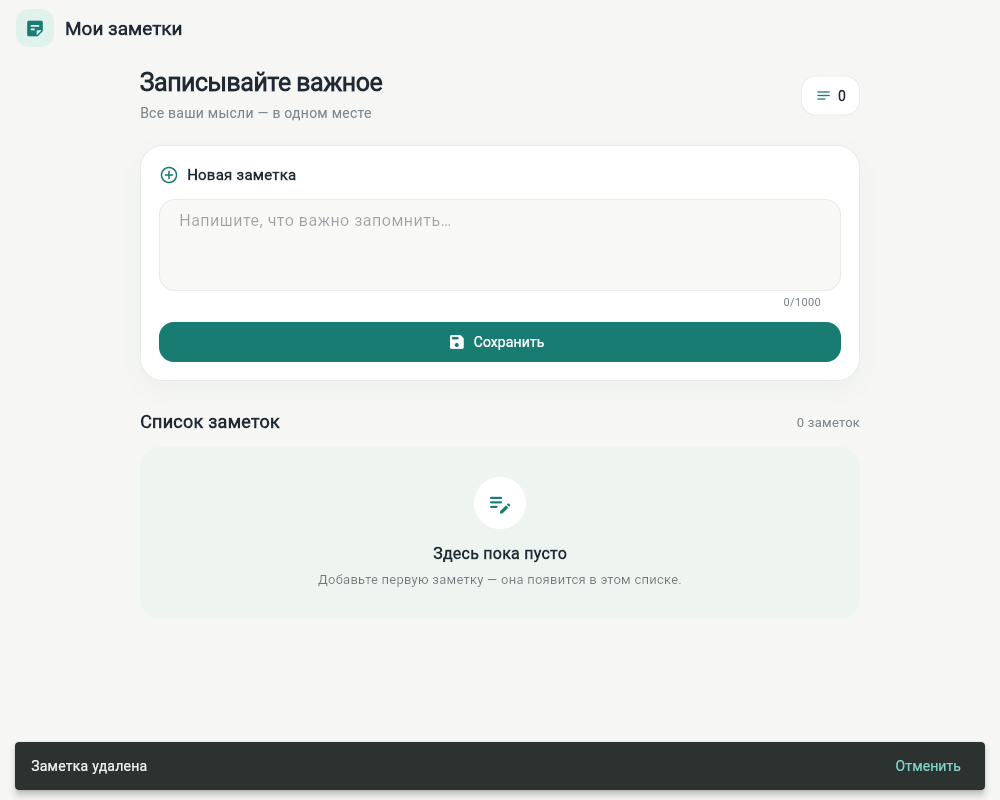 Мои заметки
Записывайте важное
Все ваши мысли — в одном месте
0
Новая заметка
Напишите, что важно запомнить…
0/1000
Сохранить
Список заметок
0 заметок
Здесь пока пусто
Добавьте первую заметку — она появится в этом списке.
Заметка удалена
Отменить